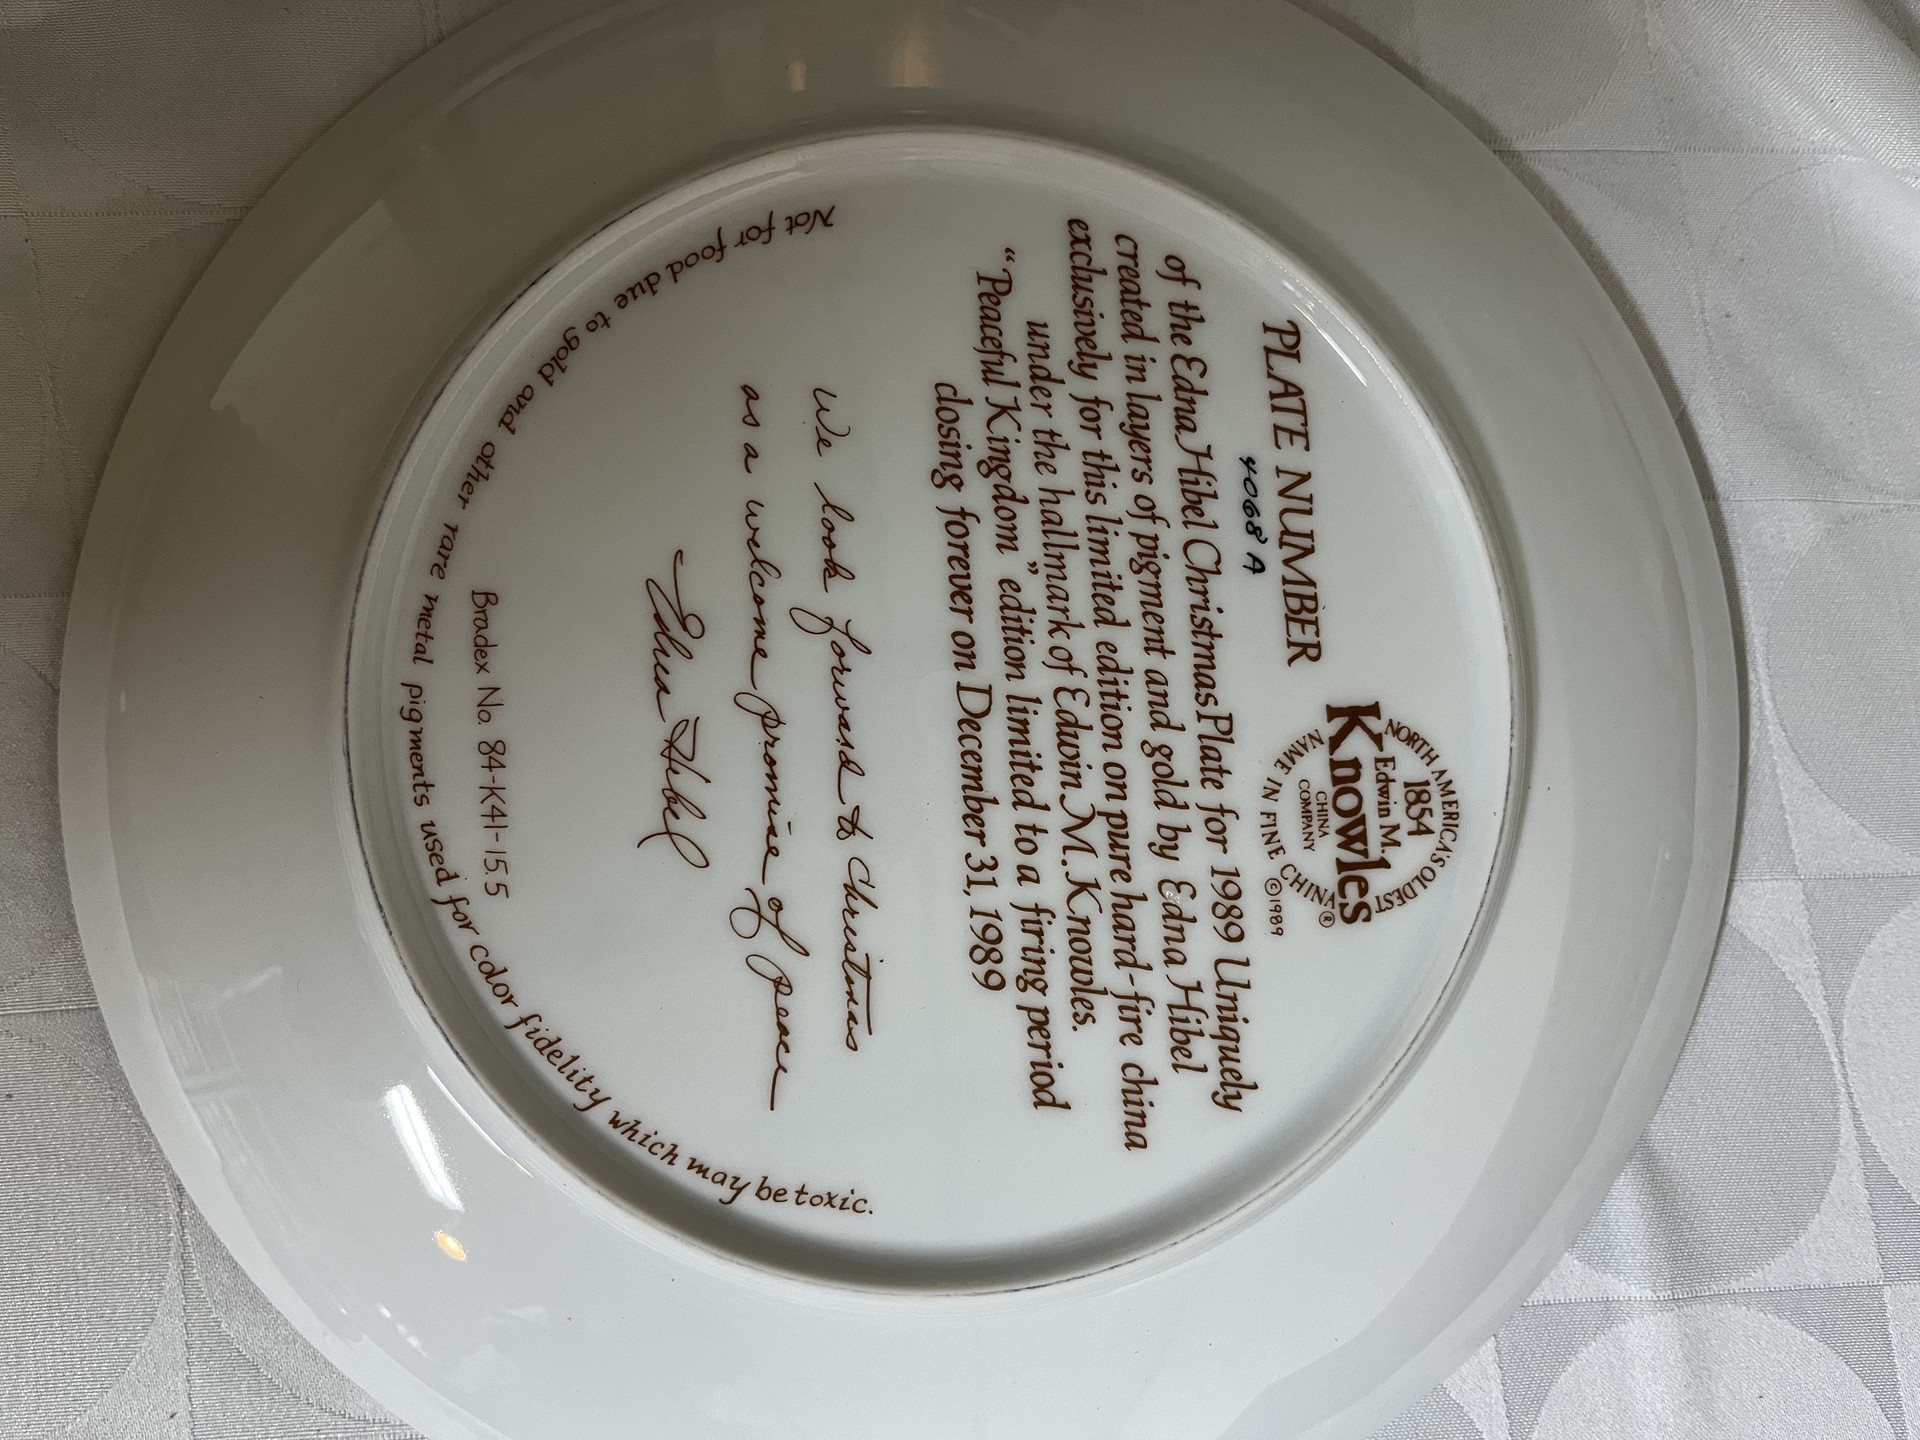 NORTH AMERICA'S OLDEST
1854
Edwin M.
Knowles
CHINA
COMPANY
NAME IN FINE CHINA®
©1989
PLATE NUMBER
4068 A
of the Edna Hibel Christmas Plate for 1989 Uniquely
created in layers of pigment and gold by Edna Hibel
exclusively for this limited edition on pure hard-fire china
under the hallmark of Edwin M. Knowles.
"Peaceful Kingdom" edition limited to a firing period
closing forever on December 31, 1989
We look forward to Christmas
as a welcome promise of peace
Edna Hibel
Bradex No. 84-K41-15.5
Not for food due to gold and other rare metal pigments used for color fidelity which may be toxic.